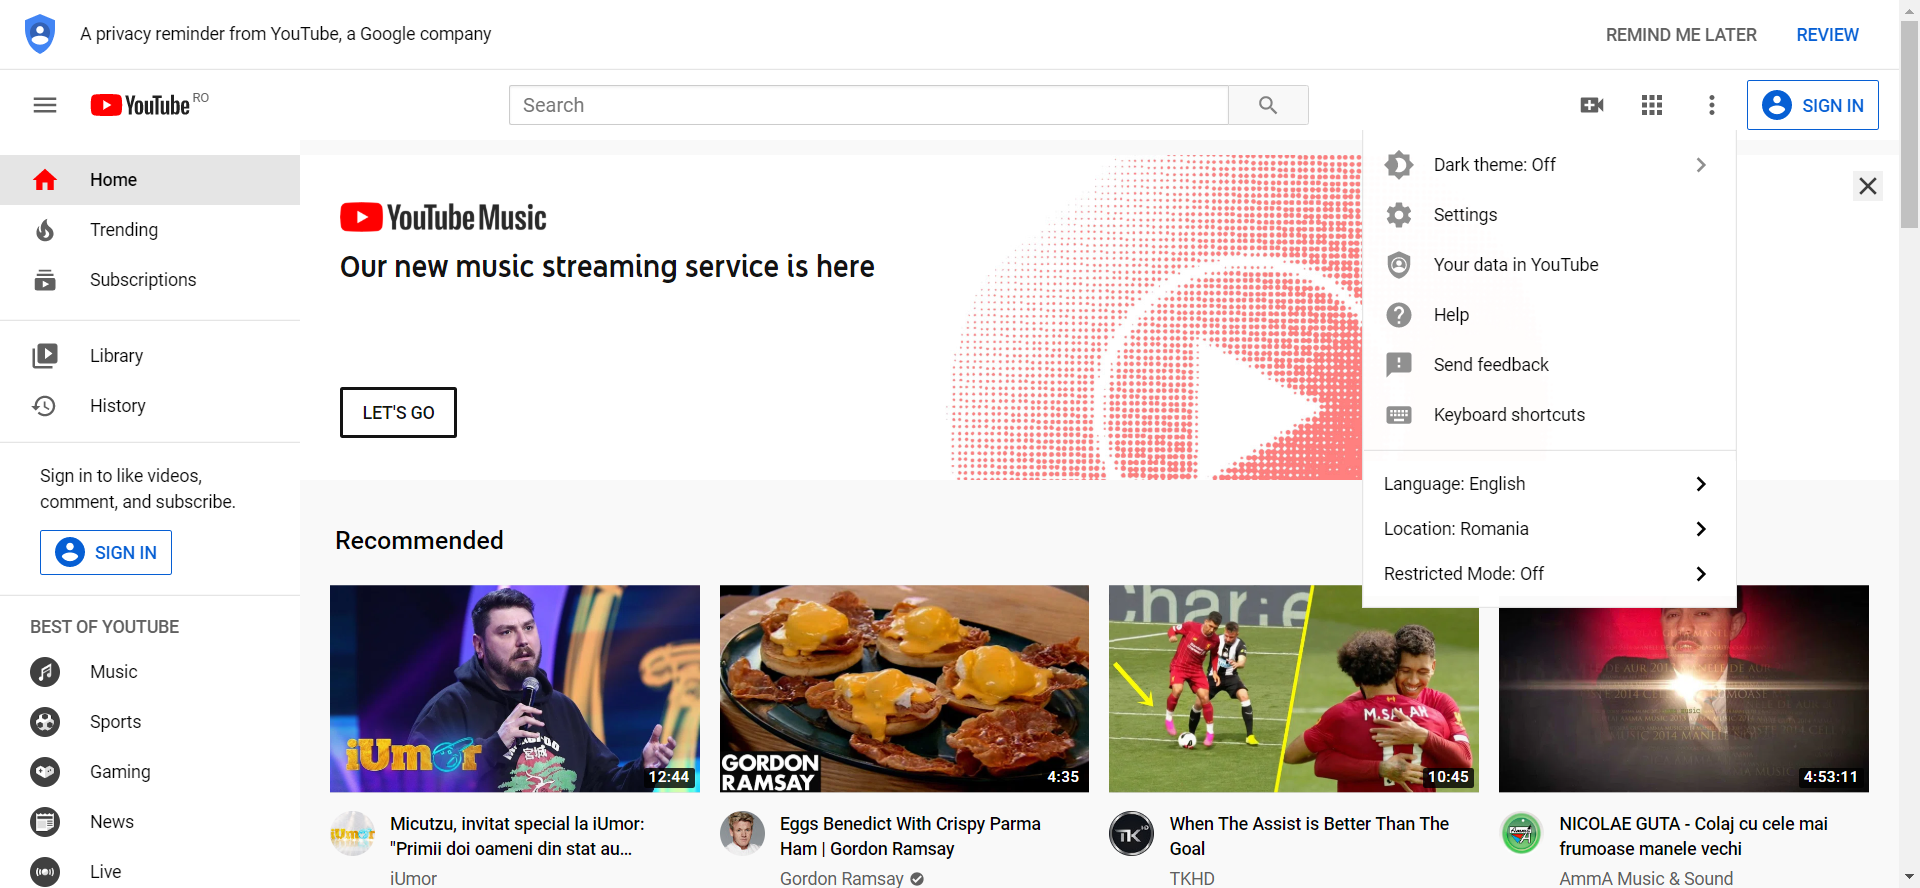 A privacy reminder from YouTube, a Google company
REMIND ME LATER
REVIEW
YouTube RO
Search
SIGN IN
Home
Trending
Subscriptions
Library
History
Sign in to like videos,
comment, and subscribe.
SIGN IN
BEST OF YOUTUBE
Music
Sports
Gaming
News
Live
YouTube Music
Our new music streaming service is here
LET'S GO
Dark theme: Off
Settings
Your data in YouTube
Help
Send feedback
Keyboard shortcuts
Language: English
Location: Romania
Restricted Mode: Off
Recommended
iUmor
12:44
Micutzu, invitat special la iUmor:
"Primii doi oameni din stat au...
iUmor
GORDON
RAMSAY
4:35
Eggs Benedict With Crispy Parma
Ham | Gordon Ramsay
Gordon Ramsay
M.SALAH
10:45
TK
When The Assist is Better Than The
Goal
TKHD
4:53:11
NICOLAE GUTA - Colaj cu cele mai
frumoase manele vechi
AmmA Music & Sound